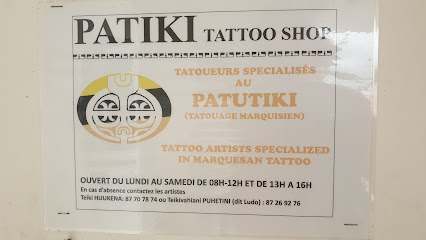 PATIKI TATTOO SHOP
TATOUEURS SPECIALISÉS
AU
PATUTIKI
(TATOUAGE MARQUISIEN)
TATTOO ARTISTS SPECIALIZED
IN MARQUESAN TATTOO
OUVERT DU LUNDI AU SAMEDI DE 08H-12H ET DE 13H A 16H
En cas d'absence contactez les artistes
Teiki HUUKENA: 87 70 78 74 ou Teikivahiani PUHETINI (dit Ludo) : 87 26 92 76